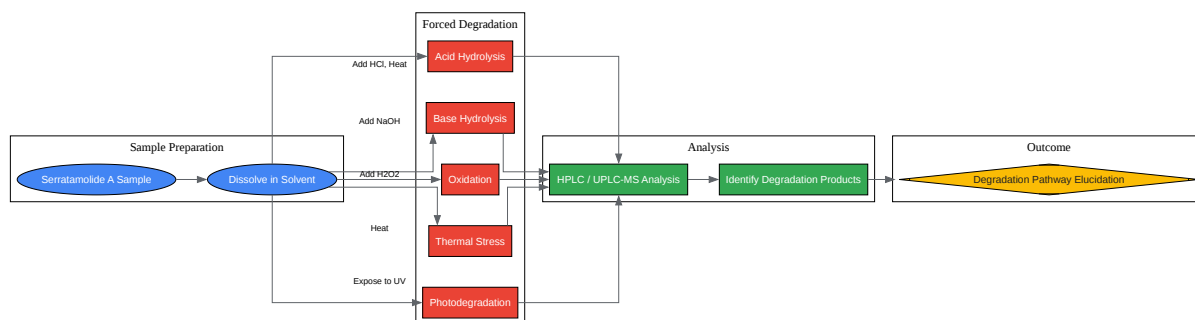 Forced Degradation
Acid Hydrolysis
Add HCl, Heat
Base Hydrolysis
Add NaOH
Sample Preparation
Analysis
Outcome
Serratamolide A Sample
Dissolve in Solvent
Add H2O2
Oxidation
HPLC / UPLC-MS Analysis
Identify Degradation Products
Degradation Pathway Elucidation
Heat
Thermal Stress
Expose to UV
Photodegradation